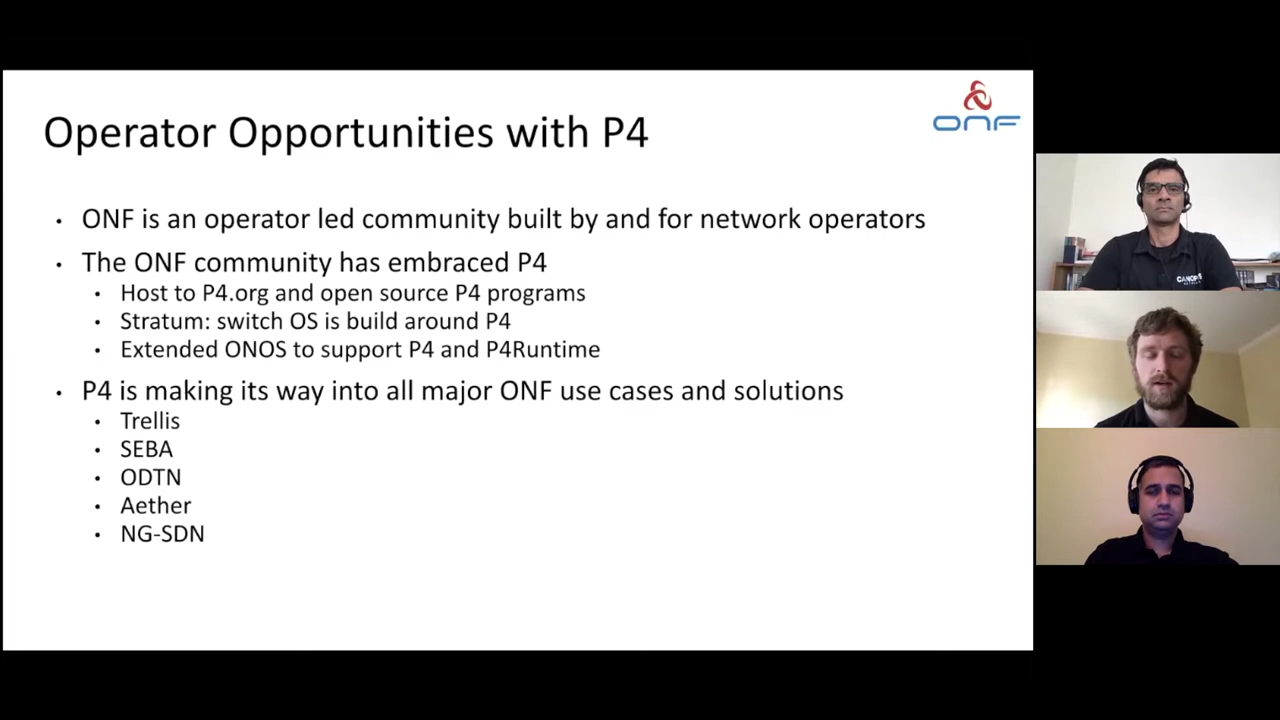 Operator Opportunities with P4
ONF
• ONF is an operator led community built by and for network operators
• The ONF community has embraced P4
• Host to P4.org and open source P4 programs
• Stratum: switch OS is build around P4
• Extended ONOS to support P4 and P4Runtime
• P4 is making its way into all major ONF use cases and solutions
• Trellis
• SEBA
• ODTN
• Aether
• NG-SDN